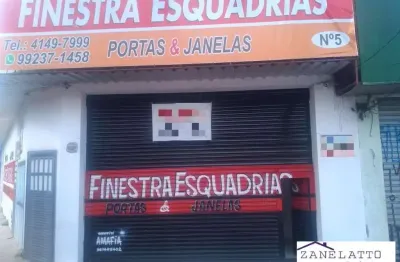 FINESTRA ESQUADRIAS
Tel.: 4149-7999
99237-1458
PORTAS & JANELAS
Nº5
FINESTRA ESQUADRIAS
PORTAS & JANELAS
AMAFIA
ZANELATTO